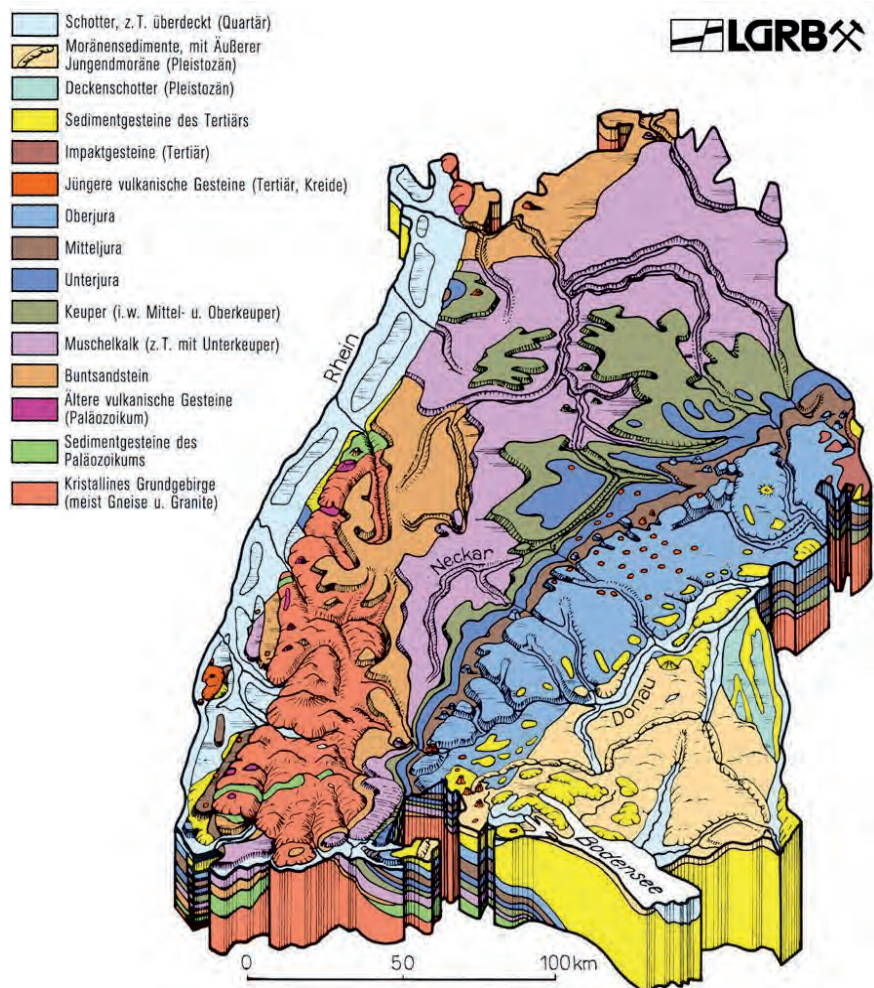 Schotter, z.T. überdeckt (Quartär)
Moränensedimente, mit Äußerer
Jungendmoräne (Pleistozän)
Deckenschotter (Pleistozän)
Sedimentgesteine des Tertiärs
Impaktgesteine (Tertiär)
Jüngere vulkanische Gesteine (Tertiär, Kreide)
Oberjura
Mitteljura
Unterjura
Keuper (i.w. Mittel- u. Oberkeuper)
Muschelkalk (z.T. mit Unterkeuper)
Buntsandstein
Ältere vulkanische Gesteine
(Paläozoikum)
Sedimentgesteine des
Paläozoikums
Kristallines Grundgebirge
(meist Gneise u. Granite)
LGRB
Rhein
Neckar
Donau
Bodensee
0 50 100 km